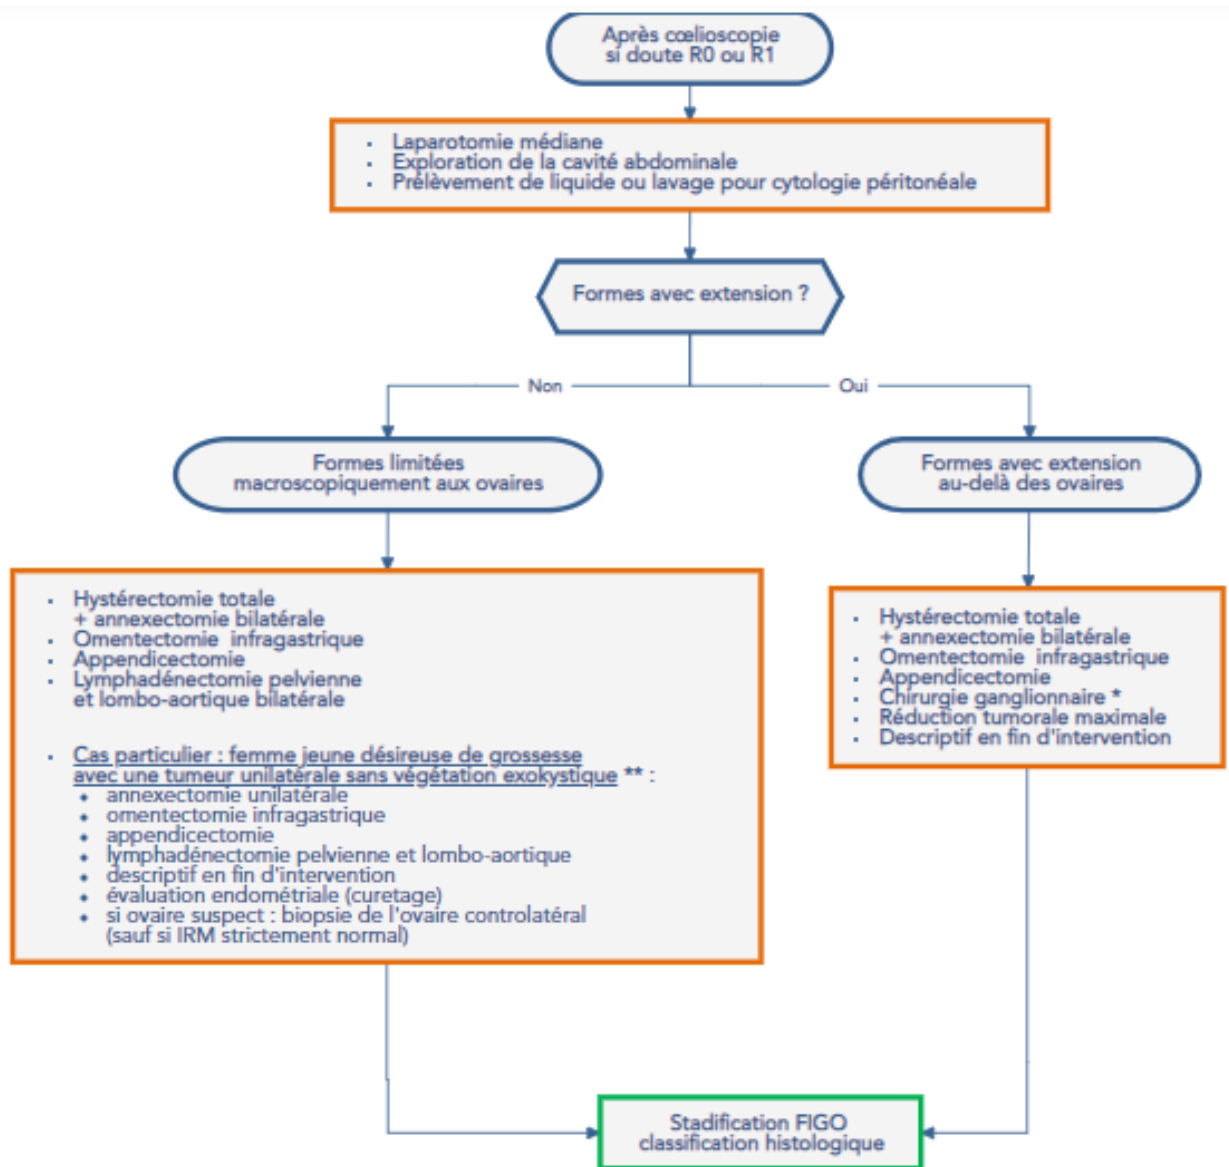 Après cœlioscopie
si doute R0 ou R1
▪ Laparotomie médiane
▪ Exploration de la cavité abdominale
▪ Prélèvement de liquide ou lavage pour cytologie péritonéale
Formes avec extension ?
Non
Oui
Formes limitées
macroscopiquement aux ovaires
Formes avec extension
au-delà des ovaires
▪ Hystérectomie totale
+ annexectomie bilatérale
▪ Omentectomie infragastrique
▪ Appendicectomie
▪ Lymphadénectomie pelvienne
et lombo-aortique bilatérale
▪ Cas particulier : femme jeune désireuse de grossesse
avec une tumeur unilatérale sans végétation exokystique ** :
• annexectomie unilatérale
• omentectomie infragastrique
• appendicectomie
• lymphadénectomie pelvienne et lombo-aortique
• descriptif en fin d'intervention
• évaluation endométriale (curetage)
• si ovaire suspect : biopsie de l'ovaire controlatéral
(sauf si IRM strictement normal)
▪ Hystérectomie totale
+ annexectomie bilatérale
▪ Omentectomie infragastrique
▪ Appendicectomie
▪ Chirurgie ganglionnaire *
▪ Réduction tumorale maximale
▪ Descriptif en fin d'intervention
Stadification FIGO
classification histologique